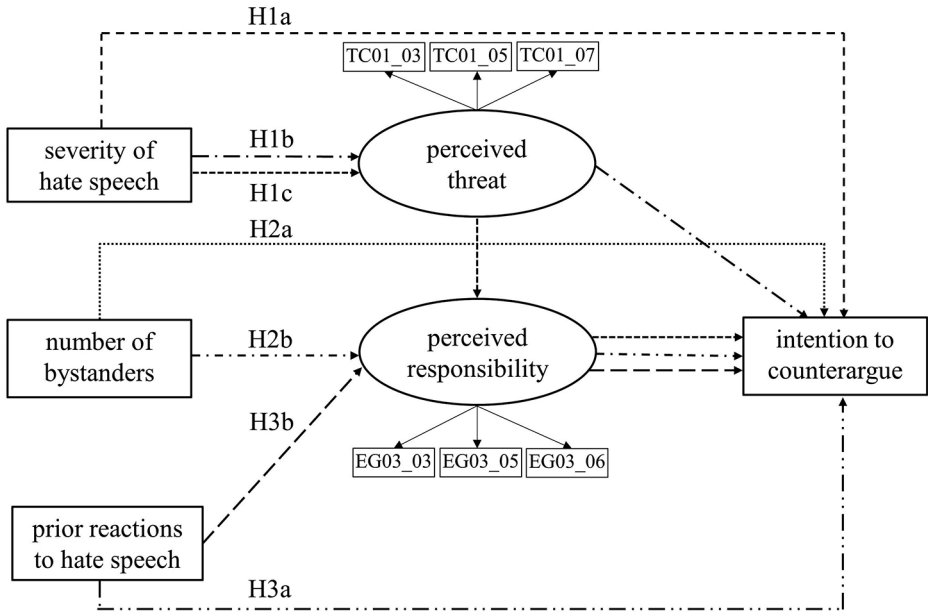 H1a
TC01_03
TC01_05
TC01_07
severity of
hate speech
H1b
H1c
perceived
threat
H2a
number of
bystanders
H2b
perceived
responsibility
intention to
counterargue
H3b
EG03_03
EG03_05
EG03_06
prior reactions
to hate speech
H3a